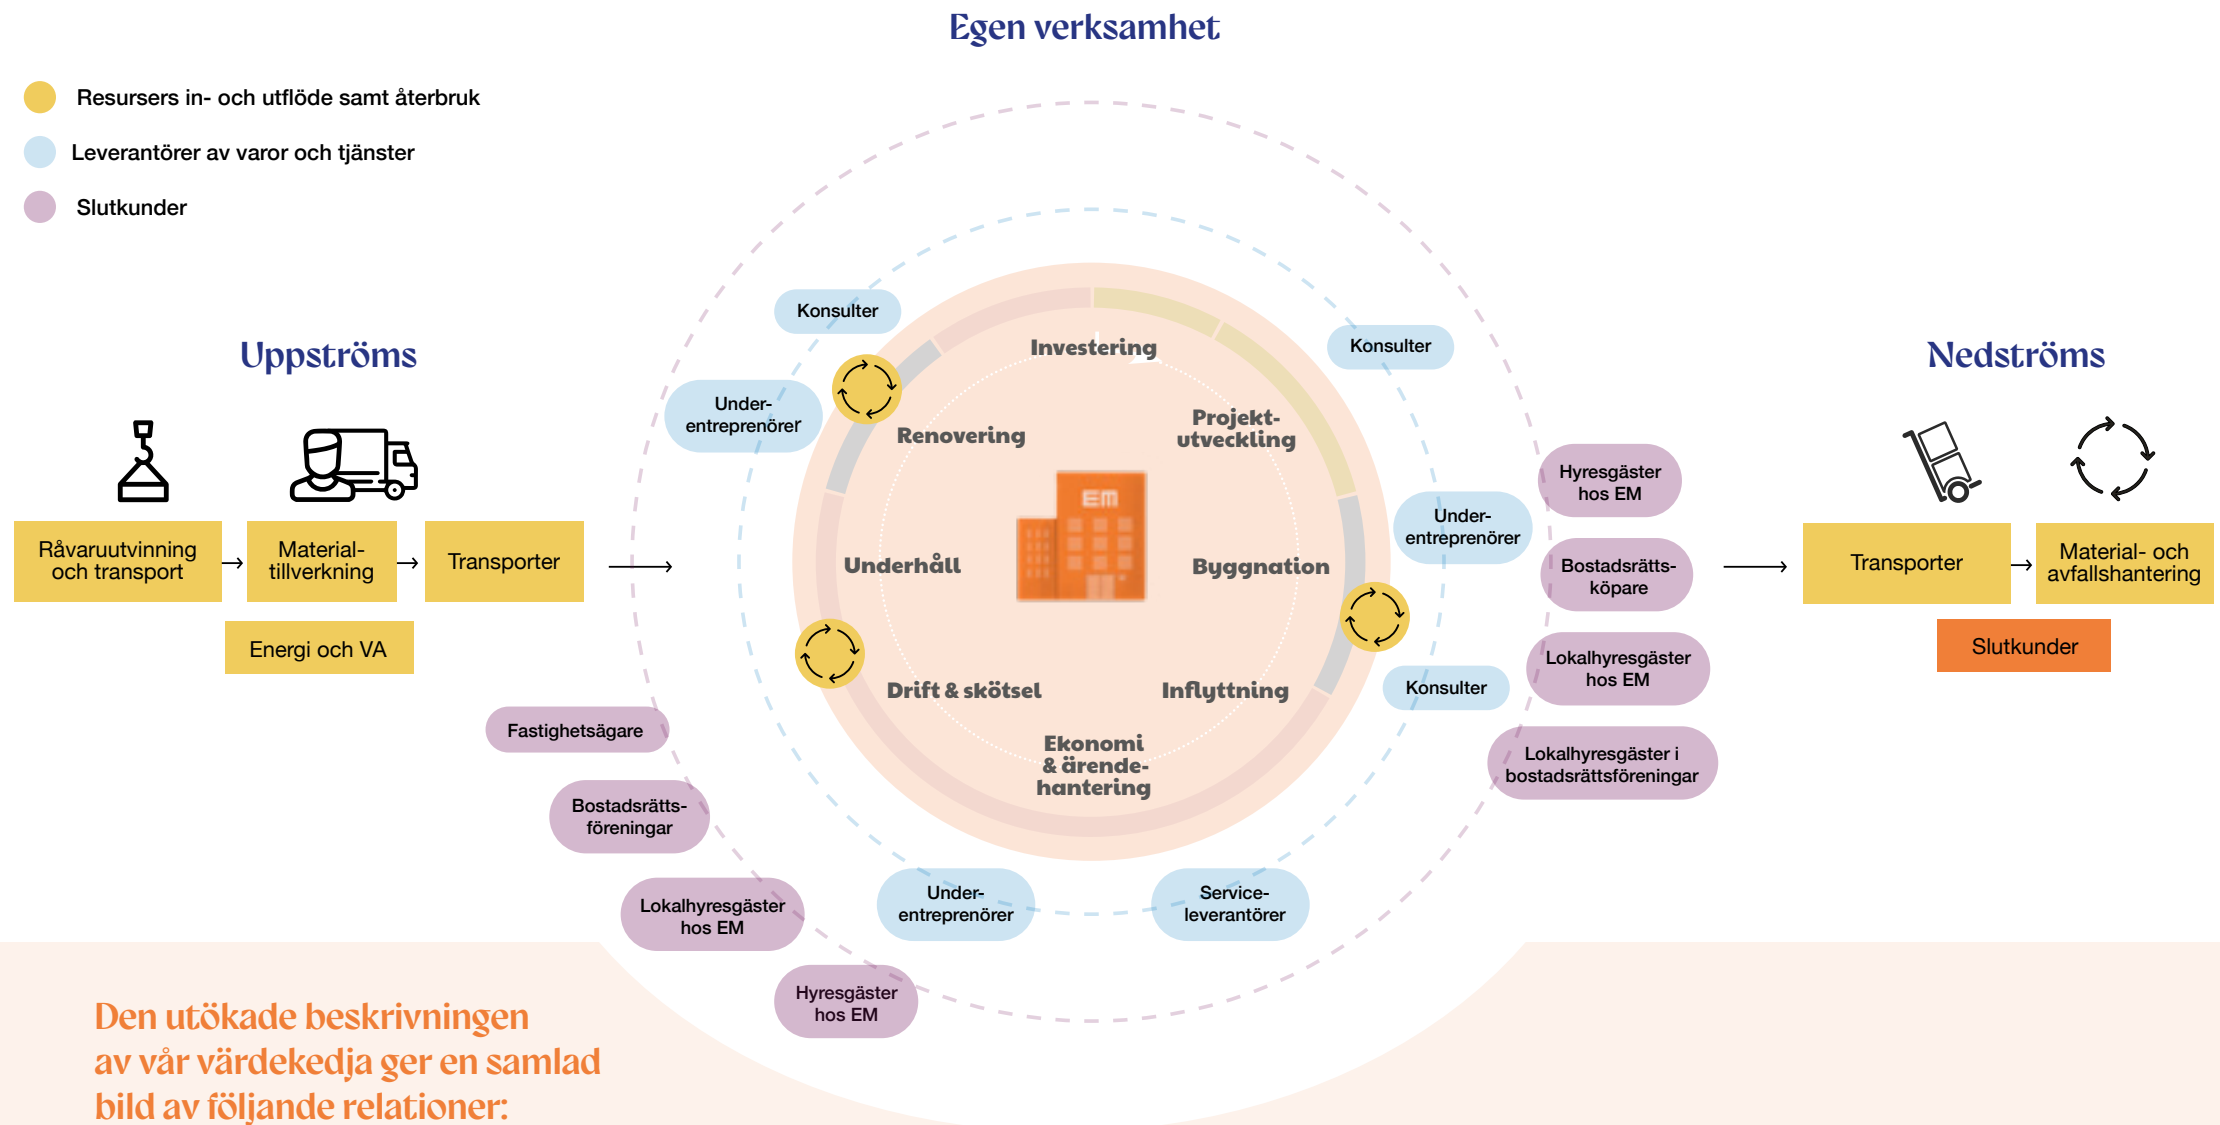 Egen verksamhet
Resursers in- och utflöde samt återbruk
Leverantörer av varor och tjänster
Slutkunder
Uppströms
Råvaruutvinning
och transport
Material-
tillverkning
Transporter
Energi och VA
Konsulter
Under-
entreprenörer
Konsulter
Under-
entreprenörer
Konsulter
Service-
leverantörer
Under-
entreprenörer
Investering
Projekt-
utveckling
Byggnation
Inflyttning
Ekonomi
& ärende-
hantering
Drift & skötsel
Underhåll
Renovering
EM
Hyresgäster
hos EM
Bostadsrätts-
köpare
Lokalhyresgäster
hos EM
Lokalhyresgäster i
bostadsrättsföreningar
Fastighetsägare
Bostadsrätts-
föreningar
Lokalhyresgäster
hos EM
Hyresgäster
hos EM
Nedströms
Transporter
Material- och
avfallshantering
Slutkunder
Den utökade beskrivningen
av vår värdekedja ger en samlad
bild av följande relationer: